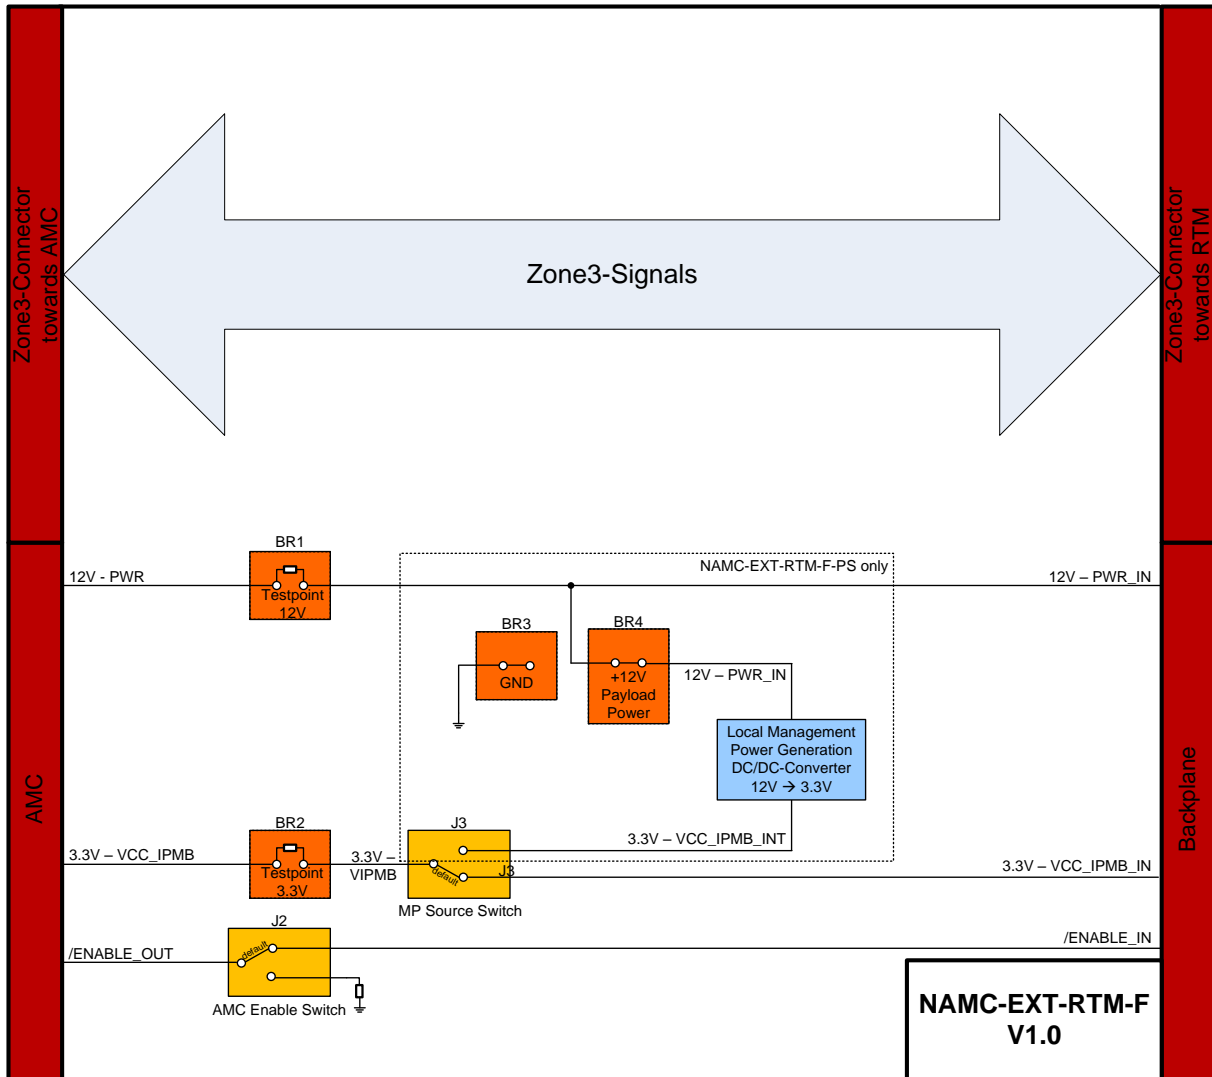 Zone3-Connector
towards AMC
Zone3-Signals
Zone3-Connector
towards RTM
AMC
Backplane
BR1
12V - PWR
Testpoint
12V
NAMC-EXT-RTM-F-PS only
12V – PWR_IN
BR3
GND
BR4
+12V
Payload
Power
12V – PWR_IN
Local Management
Power Generation
DC/DC-Converter
12V → 3.3V
BR2
3.3V – VCC_IPMB
Testpoint
3.3V
3.3V –
VIPMB
J3
3.3V – VCC_IPMB_INT
default
J3
3.3V – VCC_IPMB_IN
MP Source Switch
J2
/ENABLE_OUT
default
/ENABLE_IN
AMC Enable Switch
NAMC-EXT-RTM-F
V1.0